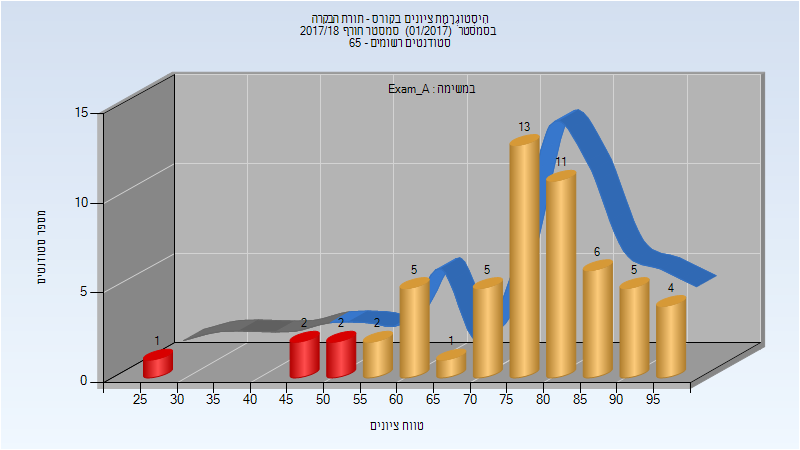 היסטוגרמת ציונים בקורס - תורת הבקרה
בסמסטר (01/2017) סמסטר חורף 2017/18
סטודנטים רשומים - 65
במשימה : Exam_A
מספר סטודנטים
15
10
5
0
1
2
2
2
5
1
5
13
11
6
5
4
25 30 35 40 45 50 55 60 65 70 75 80 85 90 95
טווח ציונים